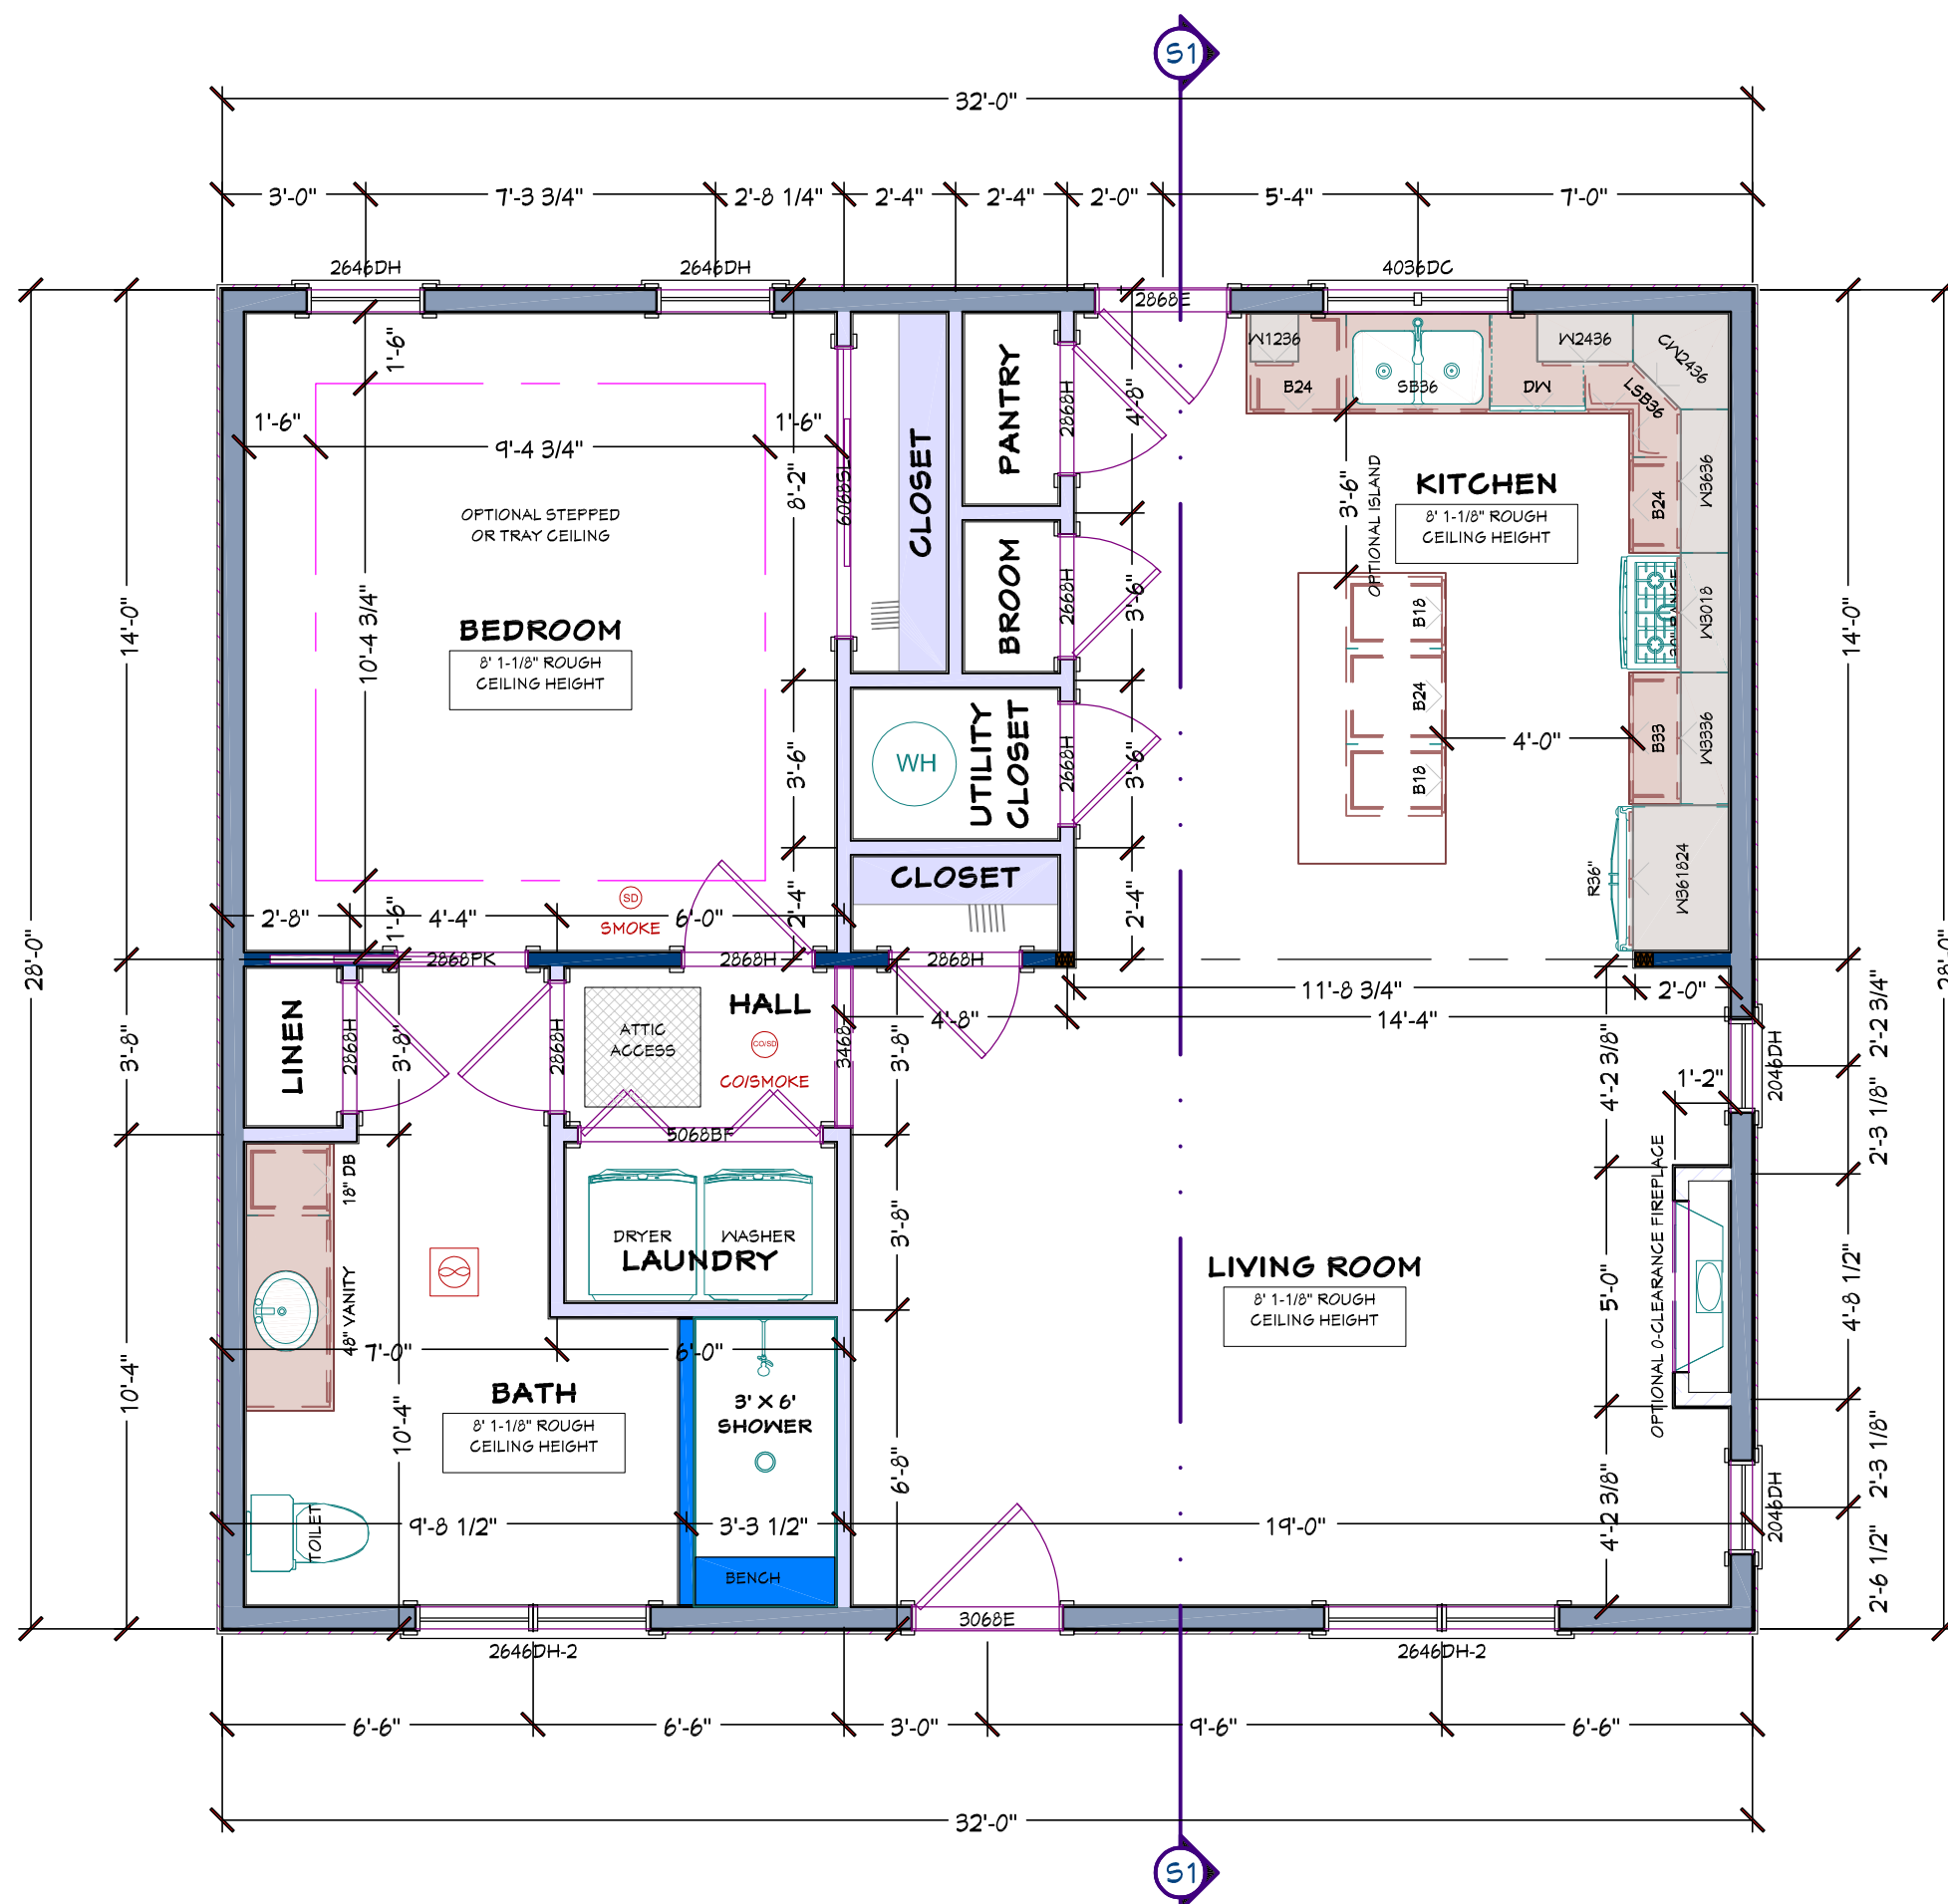 S1
32'-0"
3'-0"
7'-3 3/4"
2'-8 1/4"
2'-4"
2'-4"
2'-0"
5'-4"
7'-0"
2646DH
2646DH
4036DC
2868E
W1236
B24
SB36
DW
W2436
CW2436
LSB36
1'-6"
1'-6"
9'-4 3/4"
1'-6"
8'-2"
6068SL
CLOSET
PANTRY
2868H
4'-8"
3'-6"
OPTIONAL ISLAND
KITCHEN
8' 1-1/8" ROUGH
CEILING HEIGHT
B24
W3636
OPTIONAL STEPPED
OR TRAY CEILING
14'-0"
10'-4 3/4"
BEDROOM
8' 1-1/8" ROUGH
CEILING HEIGHT
BROOM
2668H
3'-6"
B18
W3018
14'-0"
B24
B18
4'-0"
B33
W3336
3'-6"
WH
UTILITY
CLOSET
2668H
3'-6"
CLOSET
R36"
W361824
2'-8"
4'-4"
1'-6"
SD
SMOKE
6'-0"
2'-4"
2'-4"
28'-0"
28'-0"
2868PK
2868H
2868H
11'-8 3/4"
2'-0"
2'-2 3/4"
LINEN
2868H
3'-8"
3'-8"
2868H
ATTIC
ACCESS
HALL
CO/SD
CO/SMOKE
3468
3'-8"
4'-8"
14'-4"
4'-2 3/8"
2046DH
1'-2"
2'-3 1/8"
5068BF
18" DB
DRYER
WASHER
LAUNDRY
3'-8"
48" VANITY
LIVING ROOM
8' 1-1/8" ROUGH
CEILING HEIGHT
5'-0"
OPTIONAL 0-CLEARANCE FIREPLACE
4'-8 1/2"
7'-0"
6'-0"
10'-4"
10'-4"
BATH
8' 1-1/8" ROUGH
CEILING HEIGHT
3' X 6'
SHOWER
6'-8"
4'-2 3/8"
2'-3 1/8"
2046DH
TOILET
9'-8 1/2"
3'-3 1/2"
19'-0"
BENCH
2'-6 1/2"
2646DH-2
3068E
2646DH-2
6'-6"
6'-6"
3'-0"
9'-6"
6'-6"
32'-0"
S1